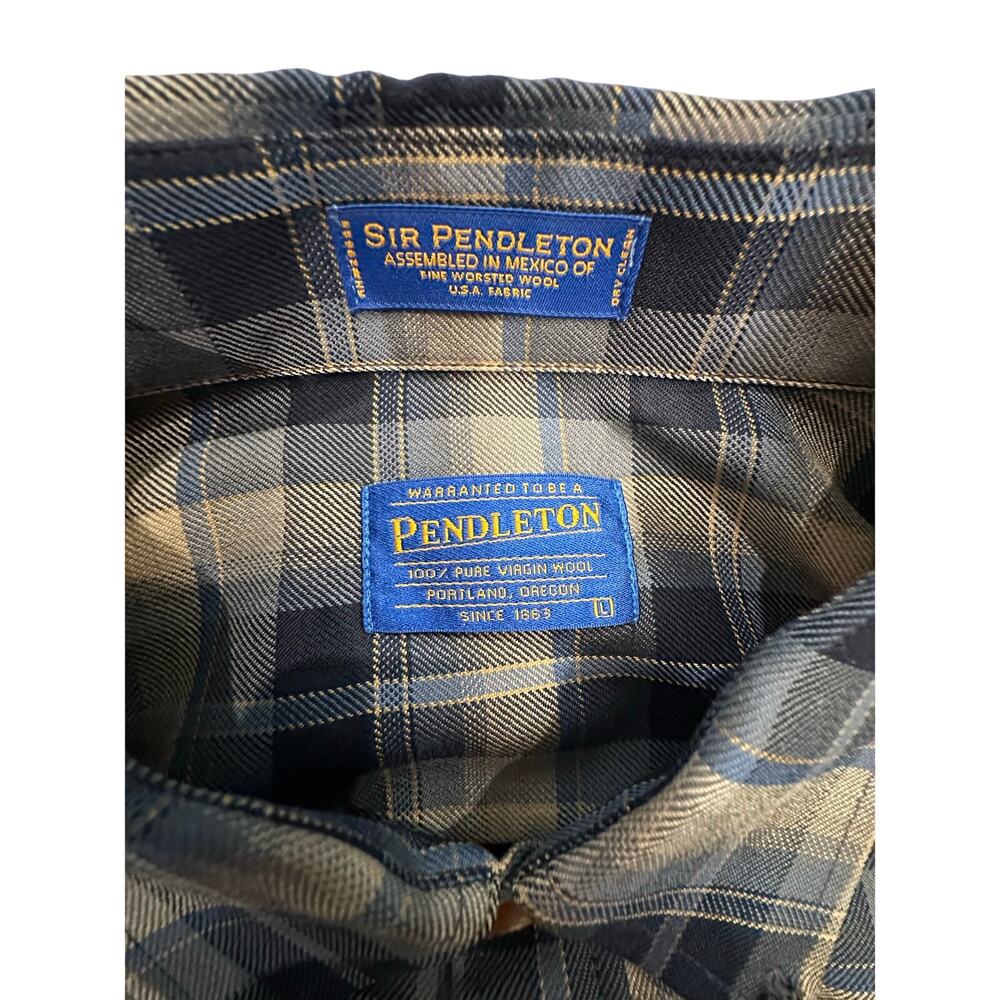 SIR PENDLETON
ASSEMBLED IN MEXICO OF
FINE WORSTED WOOL
U.S.A. FABRIC
DRY CLEAN
WARRANTED TO BE A
PENDLETON
100% PURE VIRGIN WOOL
PORTLAND, OREGON
SINCE 1863
L